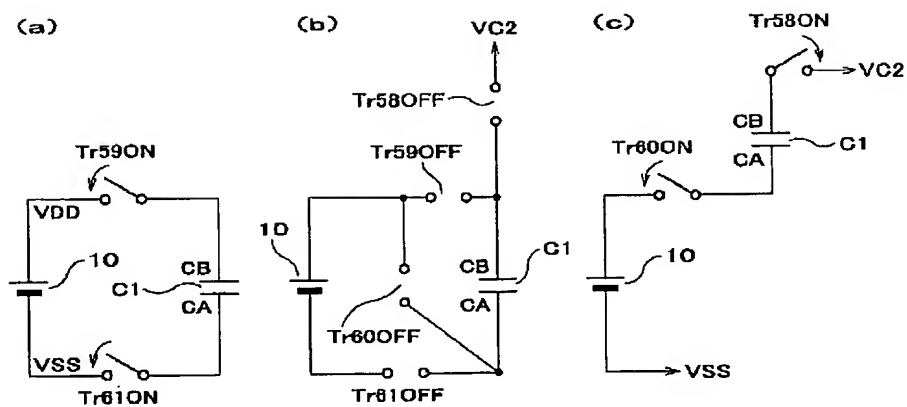 (a)
Tr59ON
VDD
10
C1
CB
CA
VSS
Tr61ON
(b)
VC2
Tr58OFF
Tr59OFF
10
CB
C1
CA
Tr60OFF
Tr61OFF
(c)
Tr58ON
VC2
CB
C1
CA
Tr60ON
10
VSS